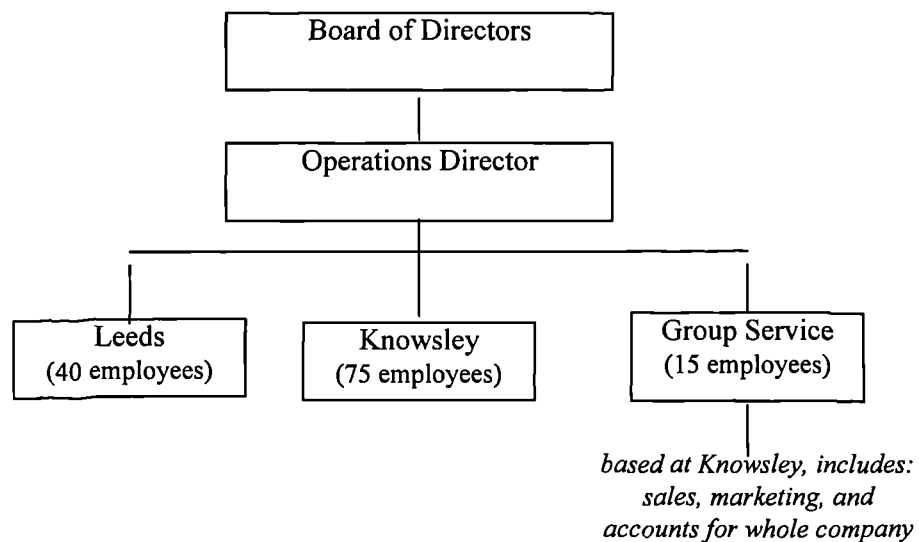 Board of Directors
Operations Director
Leeds
(40 employees)
Knowsley
(75 employees)
Group Service
(15 employees)
based at Knowsley, includes:
sales, marketing, and
accounts for whole company